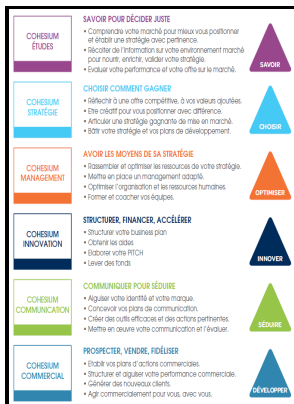 COHESIUM
ÉTUDES
SAVOIR POUR DÉCIDER JUSTE
• Comprendre votre marché pour mieux vous positionner
et établir une stratégie avec pertinence.
• Récolter de l'information sur votre environnement marché
pour nourrir, enrichir, valider votre stratégie.
• Evaluer votre performance et votre offre sur le marché.
SAVOIR
COHESIUM
STRATÉGIE
CHOISIR COMMENT GAGNER
• Réfléchir à une offre compétitive, à vos valeurs ajoutées.
• Etre créatif pour vous positionner avec différence.
• Articuler une stratégie gagnante de mise en marché.
• Bâtir votre stratégie et vos plans de développement.
CHOISIR
COHESIUM
MANAGEMENT
AVOIR LES MOYENS DE SA STRATÉGIE
• Rassembler et optimiser les ressources de votre stratégie.
• Mettre en place un management adapté.
• Optimiser l'organisation et les ressources humaines.
• Former et coacher vos équipes.
OPTIMISER
COHESIUM
INNOVATION
STRUCTURER, FINANCER, ACCÉLÉRER
• Structurer votre business plan
• Obtenir les aides
• Elaborer votre PITCH
• Lever des fonds
INNOVER
COHESIUM
COMMUNICATION
COMMUNIQUER POUR SÉDUIRE
• Aiguiser votre identité et votre marque.
• Concevoir vos plans de communication.
• Créer des outils efficaces et des actions pertinentes.
• Mettre en œuvre votre communication et l'évaluer.
SÉDUIRE
COHESIUM
COMMERCIAL
PROSPECTER, VENDRE, FIDÉLISER
• Etablir vos plans d'actions commerciales.
• Structurer et aiguiser votre performance commerciale.
• Générer des nouveaux clients.
• Agir commercialement pour vous, avec vous.
DÉVELOPPER